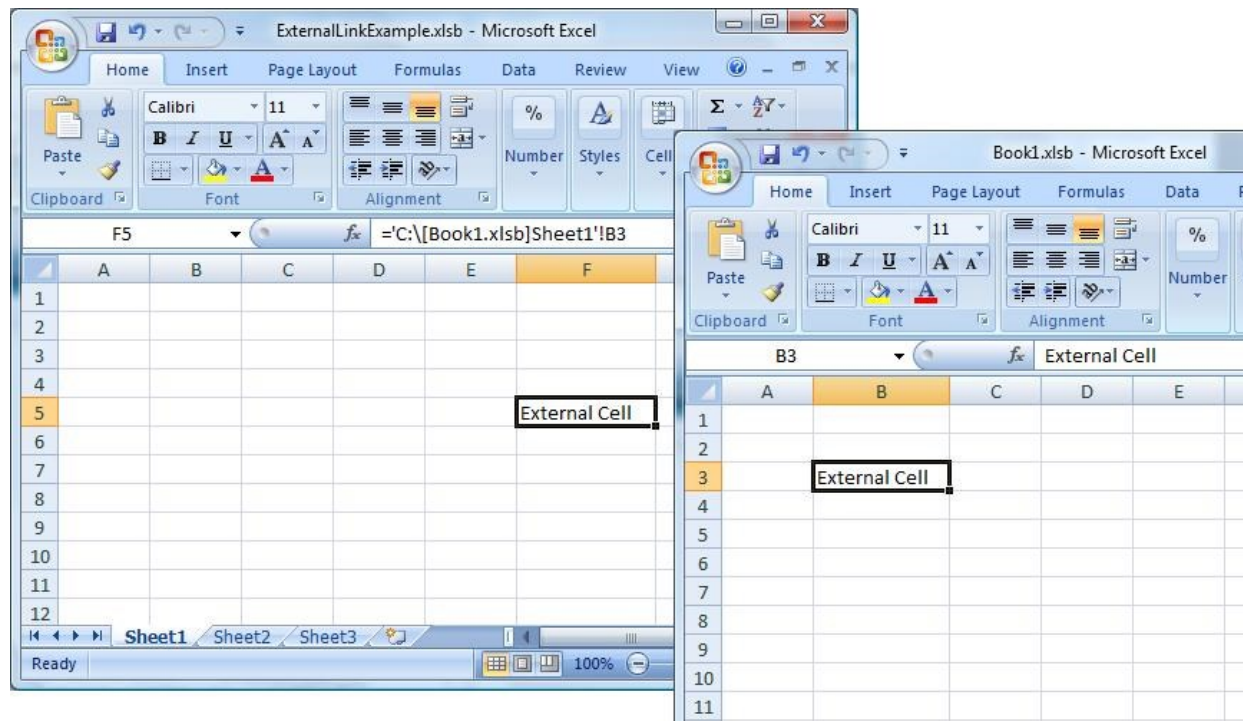 ExternalLinkExample.xlsb - Microsoft Excel
Home Insert Page Layout Formulas Data Review View
Calibri 11
Σ
B I U A A
%
A
Paste
Number Styles Cell
A
Clipboard Font Alignment
F5 fx ='C:\[Book1.xlsb]Sheet1'!B3
A B C D E F
1
2
3
4
5 External Cell
6
7
8
9
10
11
12
Sheet1 Sheet2 Sheet3
Ready 100%
Book1.xlsb - Microsoft Excel
Home Insert Page Layout Formulas Data
Calibri 11
%
B I U A A
Paste
Number
A
Clipboard Font Alignment
B3 fx External Cell
A B C D E
1
2
3 External Cell
4
5
6
7
8
9
10
11